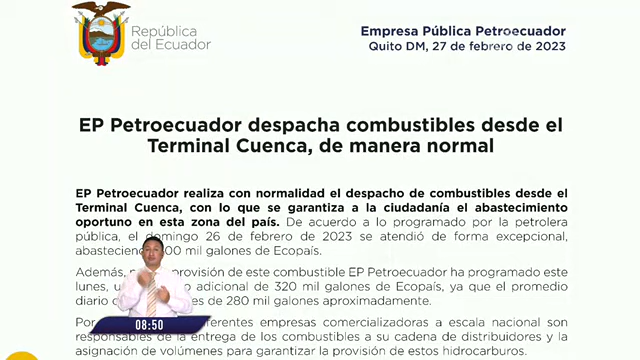 República
del Ecuador
Empresa Pública Petroecuador
Quito DM, 27 de febrero de 2023
EP Petroecuador despacha combustibles desde el
Terminal Cuenca, de manera normal
EP Petroecuador realiza con normalidad el despacho de combustibles desde el
Terminal Cuenca, con lo que se garantiza a la ciudadanía el abastecimiento
oportuno en esta zona del país. De acuerdo a lo programado por la petrolera
pública, el domingo 26 de febrero de 2023 se atendió de forma excepcional,
abasteciend 00 mil galones de Ecopaís.
Además, provisión de este combustible EP Petroecuador ha programado este
lunes, adicional de 320 mil galones de Ecopaís, ya que el promedio
diario es de 280 mil galones aproximadamente.
Por ferentes empresas comercializadoras a escala nacional son
responsables de la entrega de los combustibles a su cadena de distribuidores y la
asignación de volúmenes para garantizar la provisión de estos hidrocarburos.
08:50